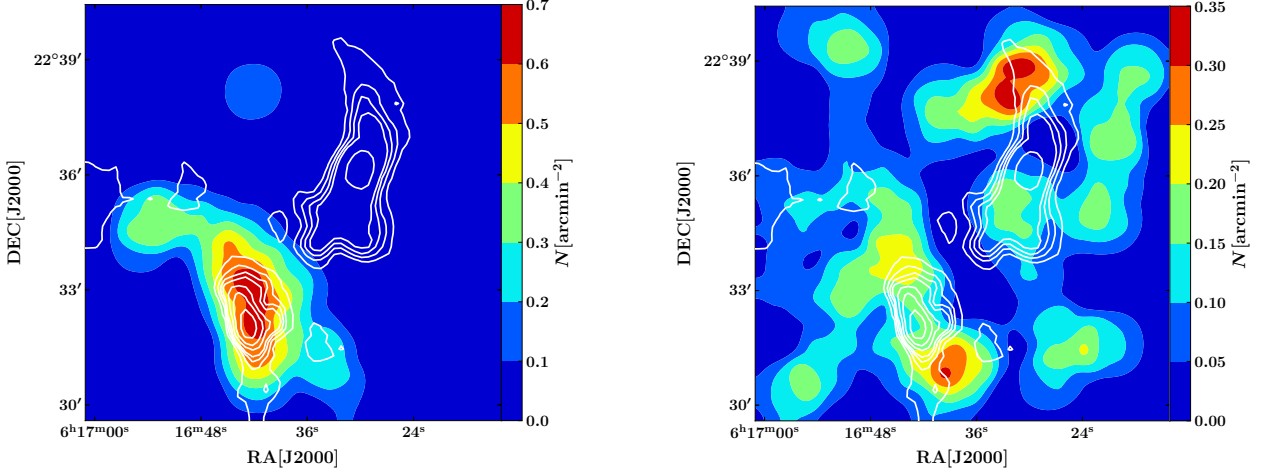 0.7
0.6
0.5
0.4
0.3
0.2
0.1
0.0
N[arcmin⁻²]
22°39′
36′
33′
30′
DEC[J2000]
6ʰ17ᵐ00ˢ
16ᵐ48ˢ
36ˢ
24ˢ
RA[J2000]
0.35
0.30
0.25
0.20
0.15
0.10
0.05
0.00
N[arcmin⁻²]
22°39′
36′
33′
30′
DEC[J2000]
6ʰ17ᵐ00ˢ
16ᵐ48ˢ
36ˢ
24ˢ
RA[J2000]